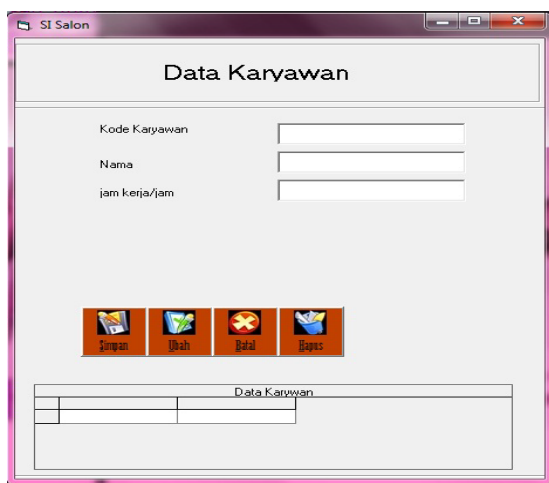 SI Salon
Data Karyawan
Kode Karyawan
Nama
jam kerja/jam
Simpan Ubah Batal Hapus
Data Karywan